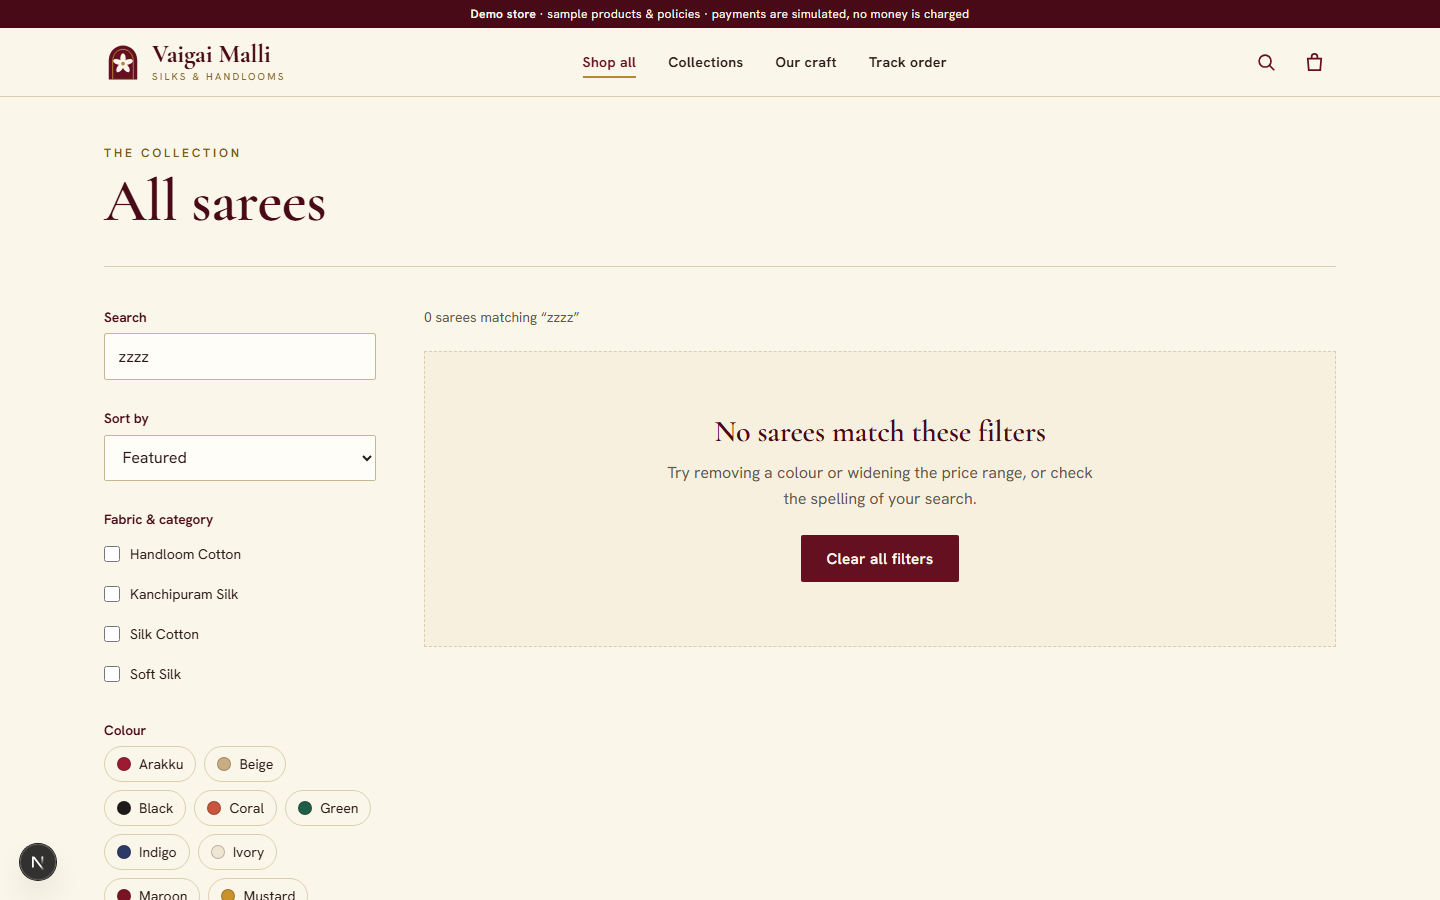 Demo store · sample products & policies · payments are simulated, no money is charged
Vaigai Malli
SILKS & HANDLOOMS
Shop all
Collections
Our craft
Track order
THE COLLECTION
All sarees
Search
zzzz
Sort by
Featured
Fabric & category
Handloom Cotton
Kanchipuram Silk
Silk Cotton
Soft Silk
Colour
Arakku
Beige
Black
Coral
Green
Indigo
Ivory
Maroon
Mustard
0 sarees matching “zzzz”
No sarees match these filters
Try removing a colour or widening the price range, or check
the spelling of your search.
Clear all filters
N